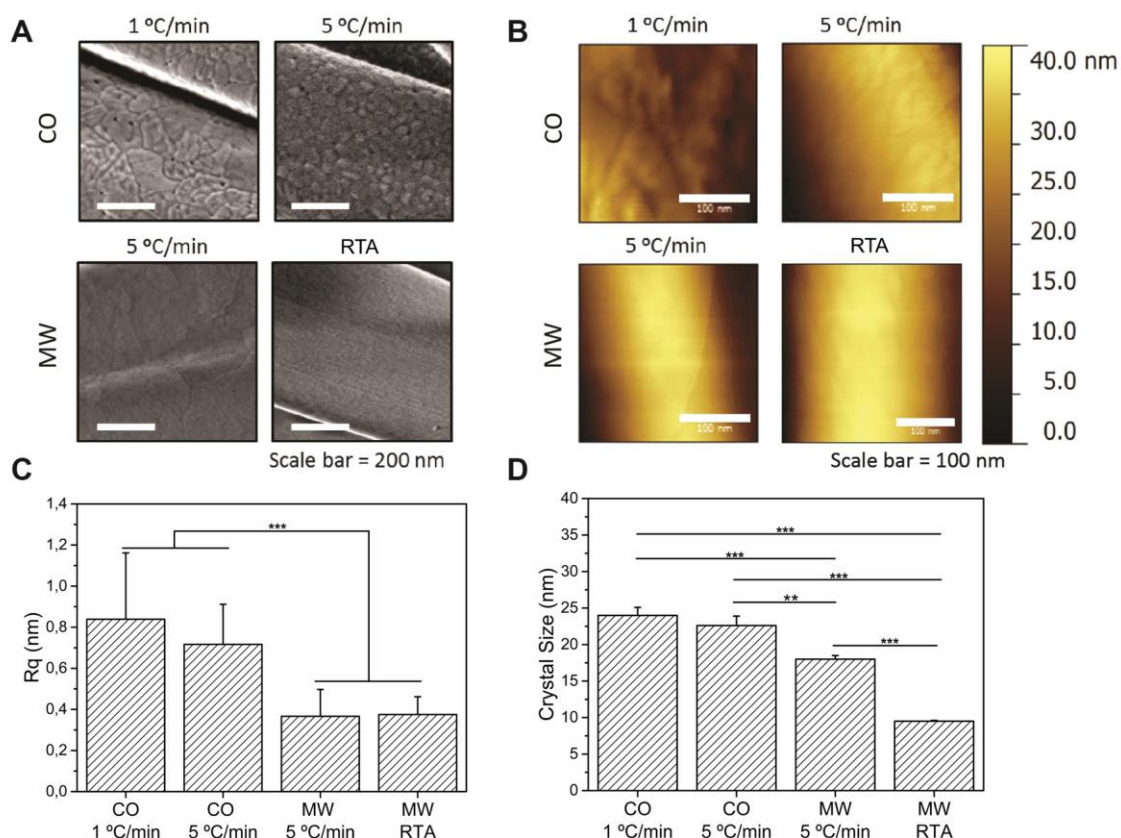 A
1 ºC/min
5 ºC/min
CO
5 ºC/min
RTA
MW
Scale bar = 200 nm
B
1 ºC/min
5 ºC/min
CO
100 nm
100 nm
5 ºC/min
RTA
MW
100 nm
100 nm
Scale bar = 100 nm
40.0 nm
30.0
25.0
20.0
15.0
10.0
5.0
0.0
C
1,4
1,2
1,0
0,8
0,6
0,4
0,2
0,0
Rq (nm)
***
CO
1 ºC/min
CO
5 ºC/min
MW
5 ºC/min
MW
RTA
D
40
35
30
25
20
15
10
5
0
Crystal Size (nm)
***
***
***
**
***
CO
1 ºC/min
CO
5 ºC/min
MW
5 ºC/min
MW
RTA